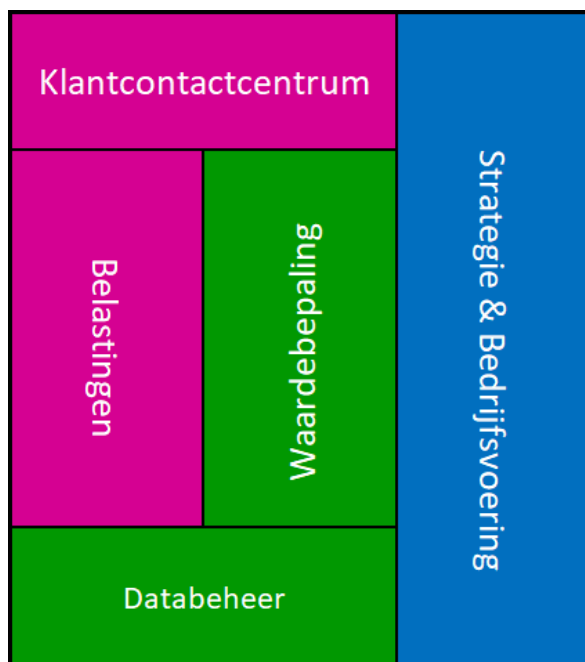 Klantcontactcentrum
Belastingen
Waardebepaling
Strategie & Bedrijfsvoering
Databeheer